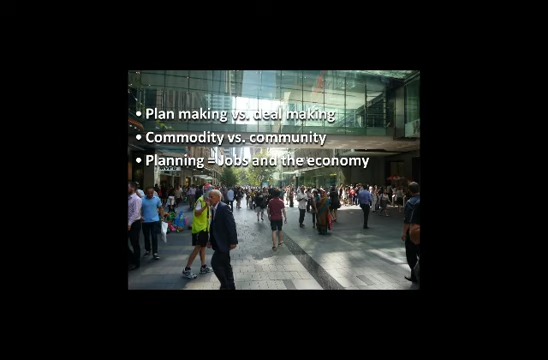 • Plan making vs. deal making
• Commodity vs. community
• Planning = Jobs and the economy